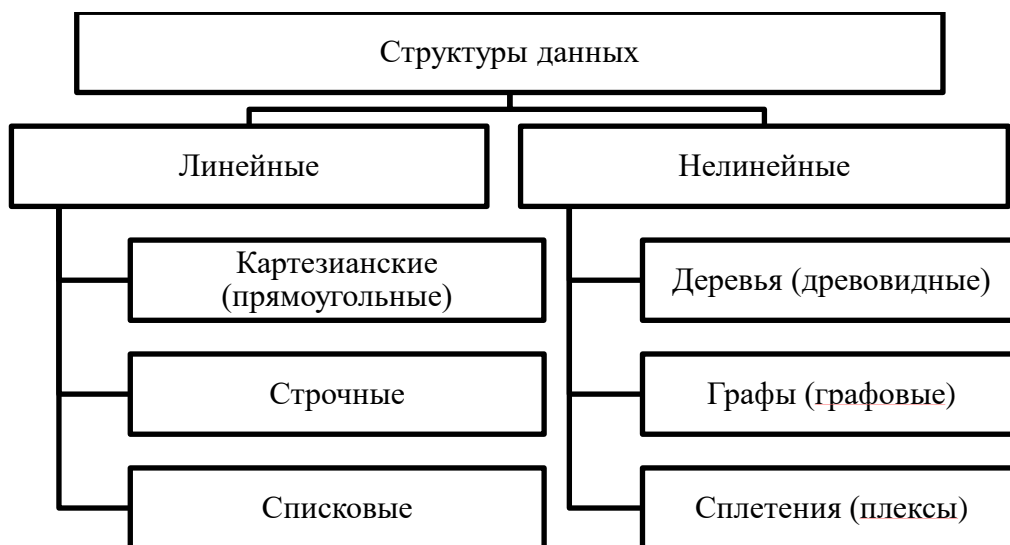 Структуры данных
Линейные
Нелинейные
Картезианские
(прямоугольные)
Деревья (древовидные)
Строчные
Графы (графовые)
Списковые
Сплетения (плексы)